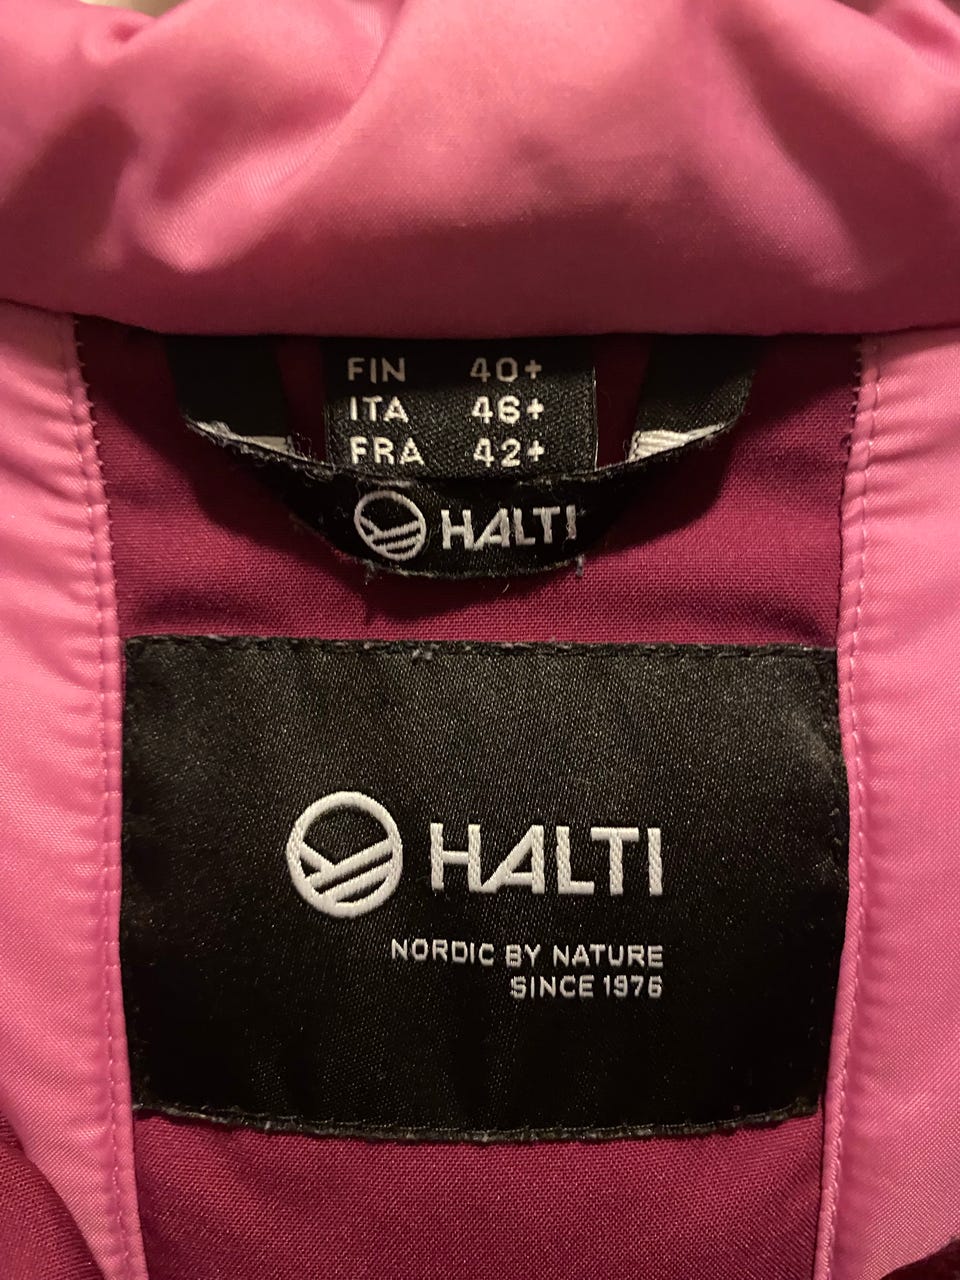 FIN 40+
ITA 46+
FRA 42+
HALTI
HALTI
NORDIC BY NATURE
SINCE 1976